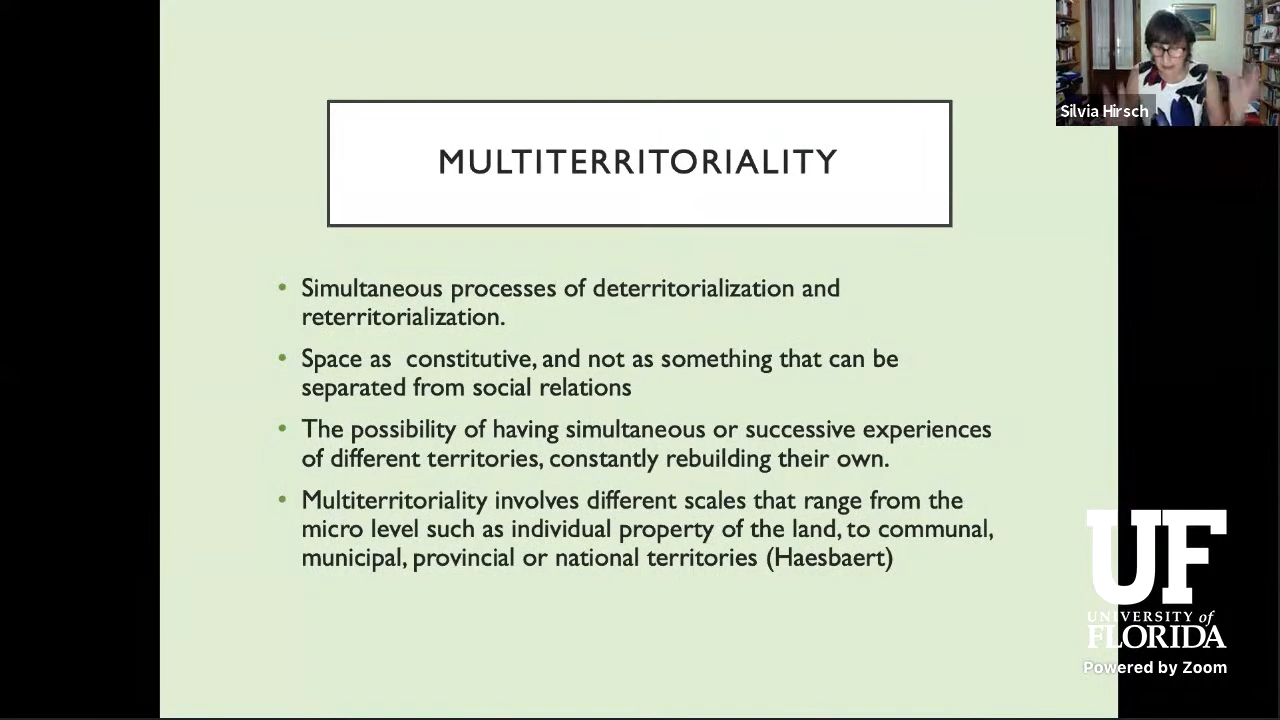 MULTITERRITORIALITY
Silvia Hirsch
• Simultaneous processes of deterritorialization and
reterritorialization.
• Space as  constitutive, and not as something that can be
separated from social relations
• The possibility of having simultaneous or successive experiences
of different territories, constantly rebuilding their own.
• Multiterritoriality involves different scales that range from the
micro level such as individual property of the land, to communal,
municipal, provincial or national territories (Haesbaert)
UF
UNIVERSITY of
FLORIDA
Powered by Zoom